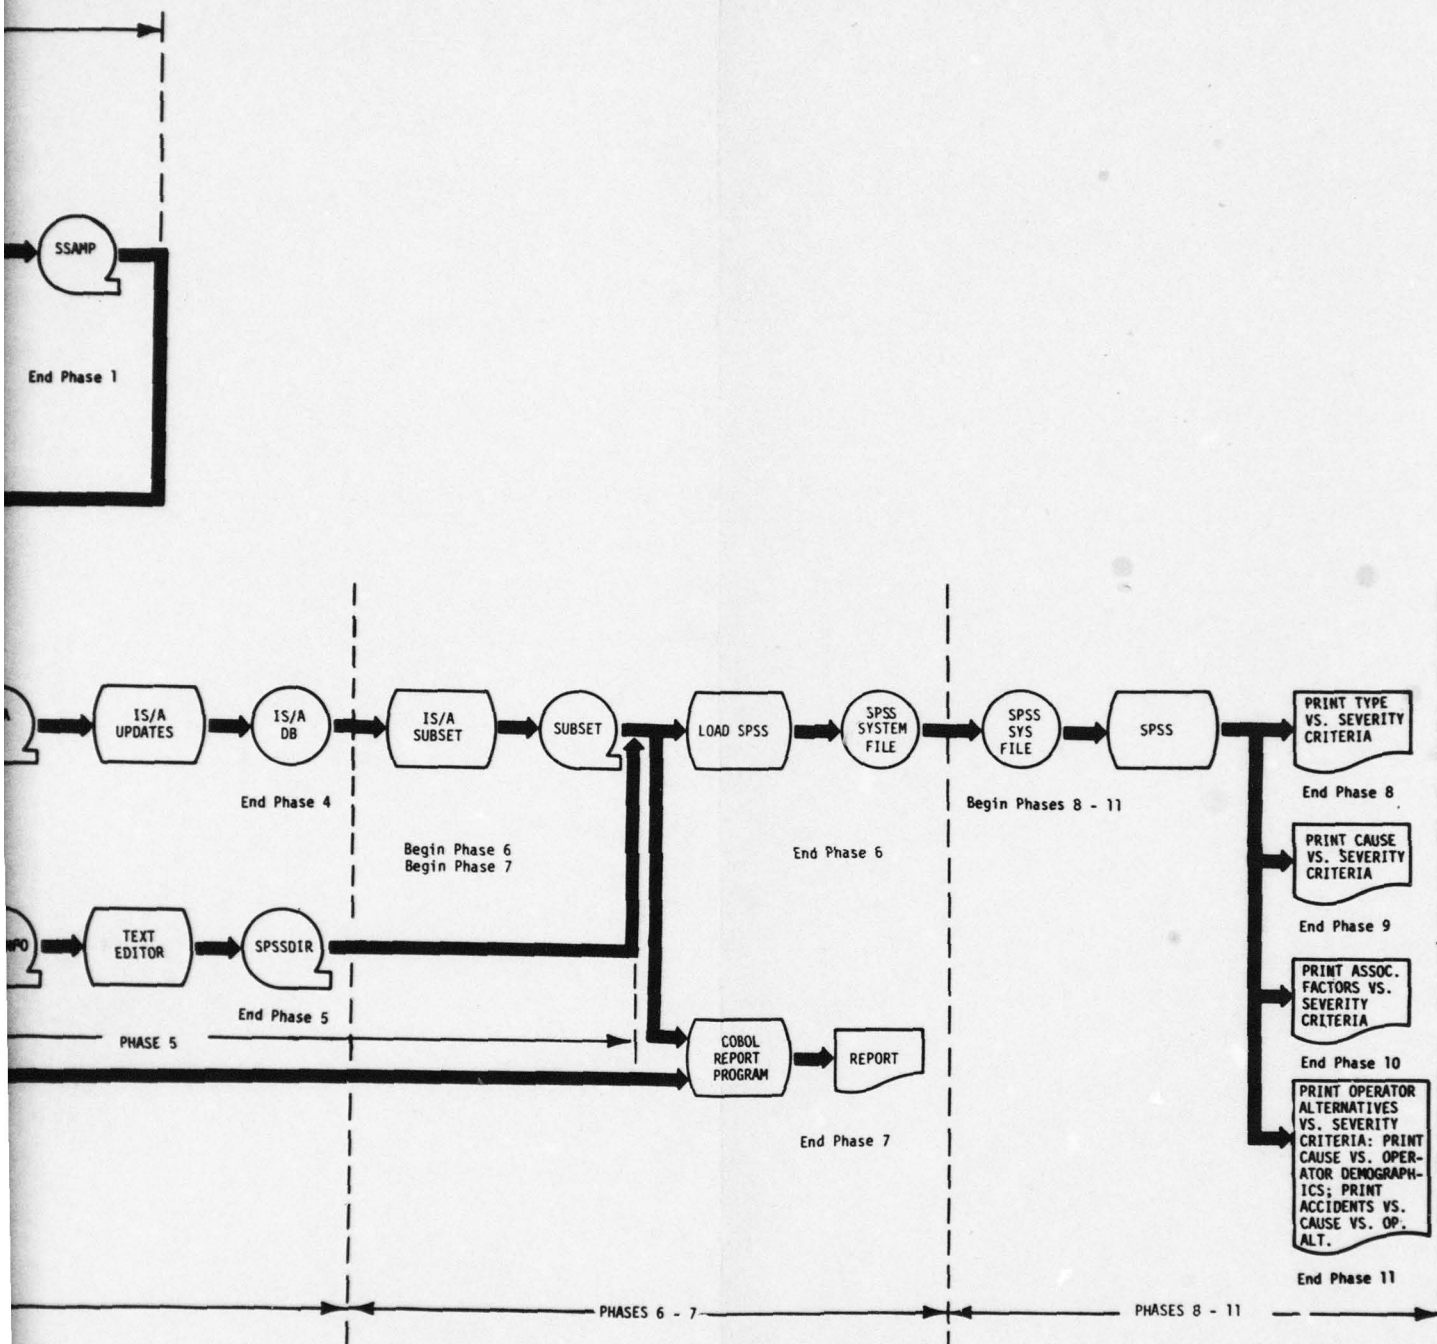 SSAMP
End Phase 1
IS/A
UPDATES
IS/A
DB
End Phase 4
IS/A
SUBSET
Begin Phase 6
Begin Phase 7
SUBSET
LOAD SPSS
SPSS
SYSTEM
FILE
End Phase 6
SPSS
SYS
FILE
Begin Phases 8 - 11
SPSS
PRINT TYPE
VS. SEVERITY
CRITERIA
End Phase 8
PRINT CAUSE
VS. SEVERITY
CRITERIA
End Phase 9
TEXT
EDITOR
SPSSDIR
End Phase 5
PHASE 5
PRINT ASSOC.
FACTORS VS.
SEVERITY
CRITERIA
End Phase 10
COBOL
REPORT
PROGRAM
REPORT
End Phase 7
PRINT OPERATOR
ALTERNATIVES
VS. SEVERITY
CRITERIA: PRINT
CAUSE VS. OPER-
ATOR DEMOGRAPH-
ICS; PRINT
ACCIDENTS VS.
CAUSE VS. OP.
ALT.
End Phase 11
PHASES 6 - 7
PHASES 8 - 11